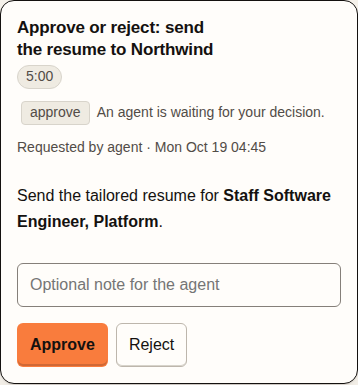 Approve or reject: send
the resume to Northwind
5:00
approve An agent is waiting for your decision.
Requested by agent · Mon Oct 19 04:45
Send the tailored resume for Staff Software
Engineer, Platform.
Optional note for the agent
Approve Reject